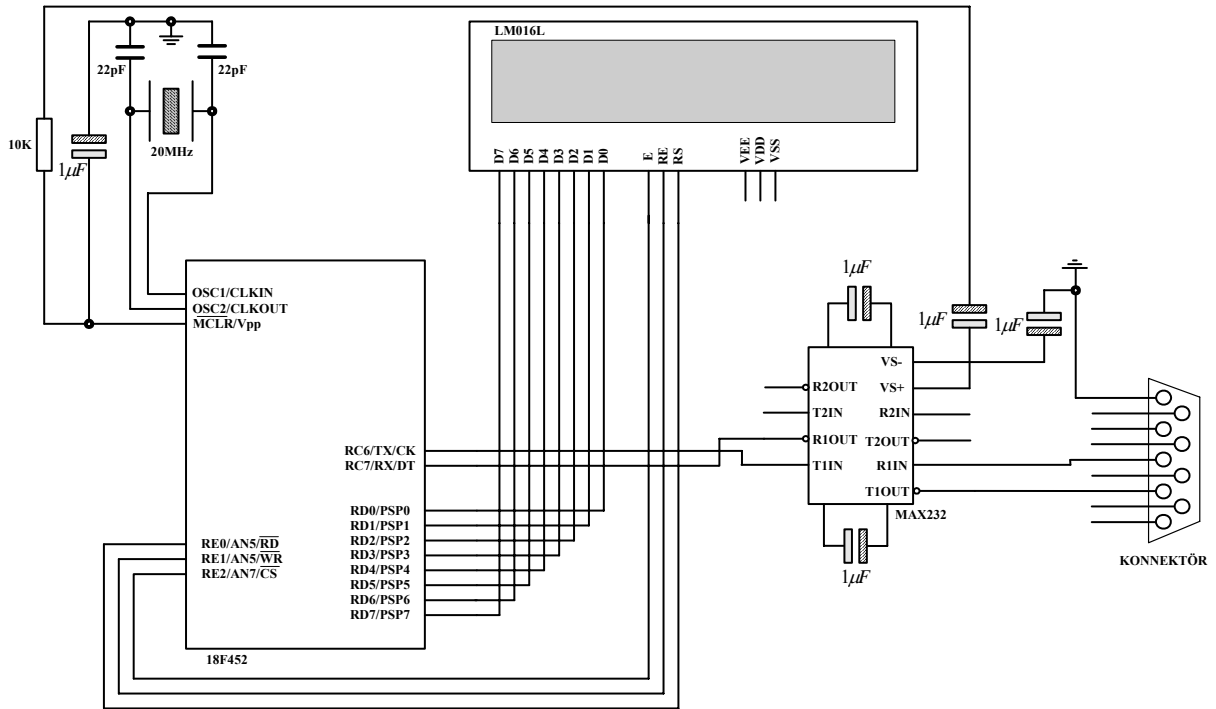 LM016L
22pF
22pF
10K
1µF
20MHz
D7
D6
D5
D4
D3
D2
D1
D0
E
RE
RS
VEE
VDD
VSS
OSC1/CLKIN
OSC2/CLKOUT
MCLR/Vpp
RC6/TX/CK
RC7/RX/DT
RD0/PSP0
RD1/PSP1
RD2/PSP2
RD3/PSP3
RD4/PSP4
RD5/PSP5
RD6/PSP6
RD7/PSP7
RE0/AN5/RD
RE1/AN5/WR
RE2/AN7/CS
18F452
1µF
1µF
1µF
VS-
VS+
R2OUT
T2IN
R2IN
R1OUT
T2OUT
T1IN
R1IN
T1OUT
MAX232
1µF
KONNEKTÖR